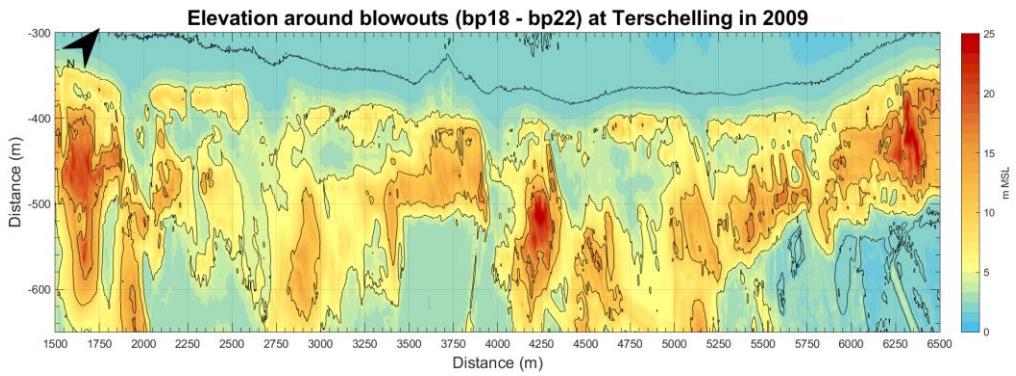 Elevation around blowouts (bp18 - bp22) at Terschelling in 2009
-300
-400
-500
-600
Distance (m)
N
1500 1750 2000 2250 2500 2750 3000 3250 3500 3750 4000 4250 4500 4750 5000 5250 5500 5750 6000 6250 6500
Distance (m)
25
20
15
10
5
0
m MSL